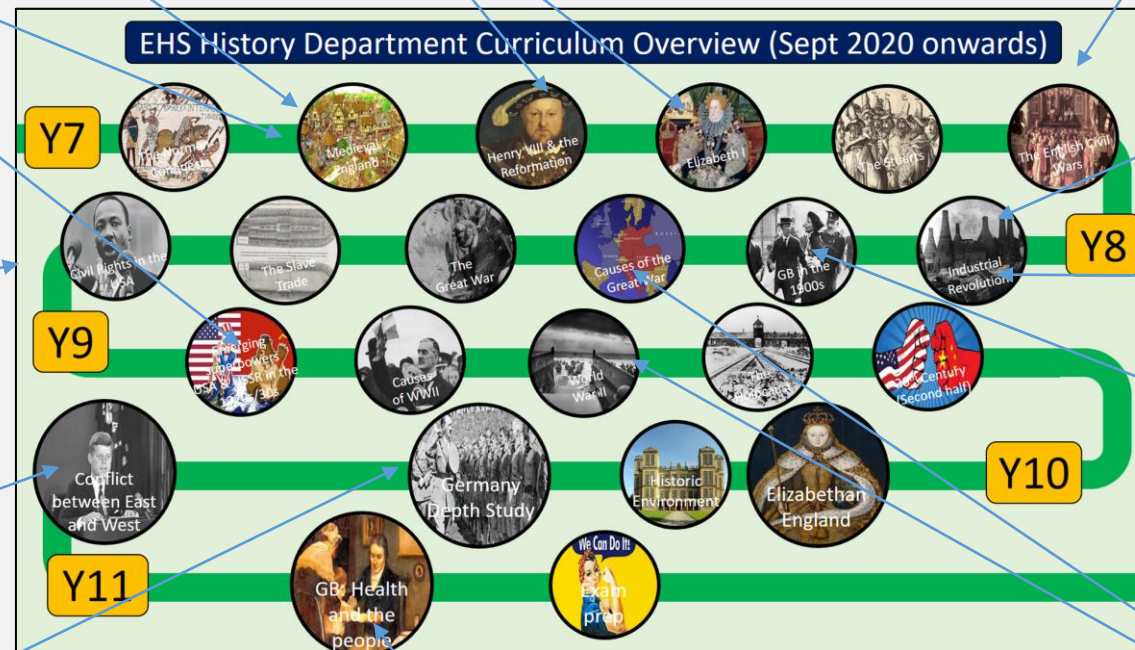 EHS History Department Curriculum Overview (Sept 2020 onwards)
Y7
The Norman
Conquest
Medieval
England
Henry VIII & the
Reformation
Elizabeth I
The Stuarts
The English Civil
Wars
Civil Rights in the
USA
The Slave
Trade
The
Great War
Causes of the
Great War
GB in the
1900s
Industrial
Revolution
Y8
Y9
Emerging
superpowers
USA & USSR in the
1920s/30s
Causes
of WWII
World
War II
The
20th Century
(Second half)
Conflict
between East
and West
Germany
Depth Study
Historic
Environment
Elizabethan
England
Y10
Y11
GB: Health
and the
people
We Can Do It!
Exam
prep